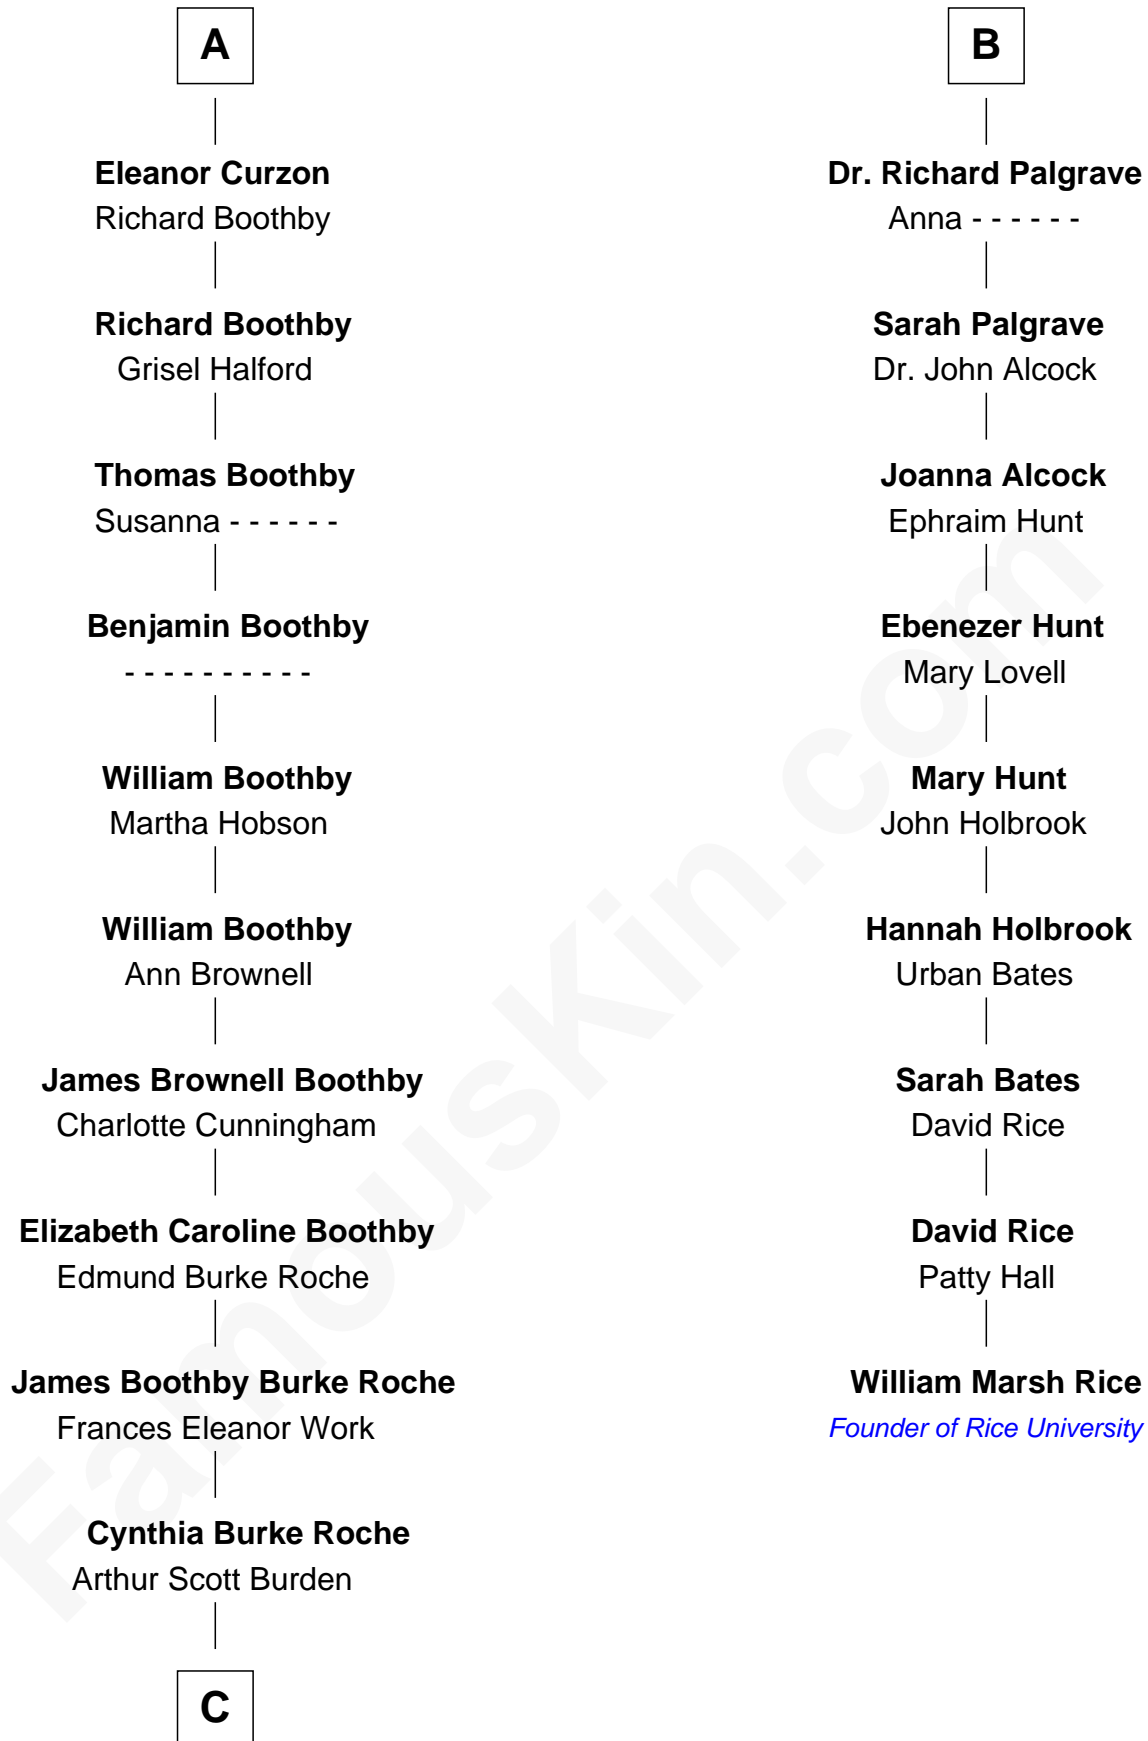 A
Eleanor Curzon
Richard Boothby
Richard Boothby
Grisel Halford
Thomas Boothby
Susanna - - - - - -
Benjamin Boothby
- - - - - - - - - -
William Boothby
Martha Hobson
William Boothby
Ann Brownell
James Brownell Boothby
Charlotte Cunningham
Elizabeth Caroline Boothby
Edmund Burke Roche
James Boothby Burke Roche
Frances Eleanor Work
Cynthia Burke Roche
Arthur Scott Burden
C
B
Dr. Richard Palgrave
Anna - - - - - -
Sarah Palgrave
Dr. John Alcock
Joanna Alcock
Ephraim Hunt
Ebenezer Hunt
Mary Lovell
Mary Hunt
John Holbrook
Hannah Holbrook
Urban Bates
Sarah Bates
David Rice
David Rice
Patty Hall
William Marsh Rice
Founder of Rice University
FamousKin.com